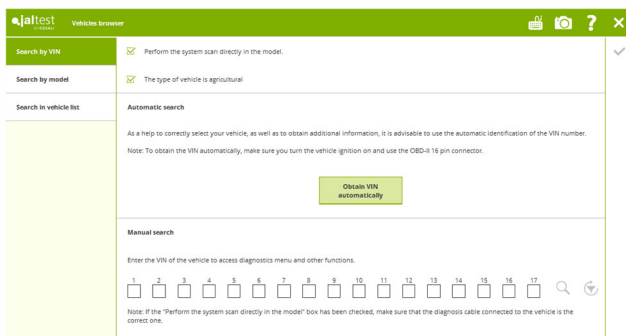 jaltest
Vehicles browser
?
Search by VIN
Search by model
Search in vehicle list
Perform the system scan directly in the model.
The type of vehicle is agricultural
Automatic search
As a help to correctly select your vehicle, as well as to obtain additional information, it is advisable to use the automatic identification of the VIN number.
Note: To obtain the VIN automatically, make sure you turn the vehicle ignition on and use the OBD-II 16 pin connector.
Obtain VIN
automatically
Manual search
Enter the VIN of the vehicle to access diagnostics menu and other functions.
1 2 3 4 5 6 7 8 9 10 11 12 13 14 15 16 17
Note: If the "Perform the system scan directly in the model" box has been checked, make sure that the diagnosis cable connected to the vehicle is the
correct one.